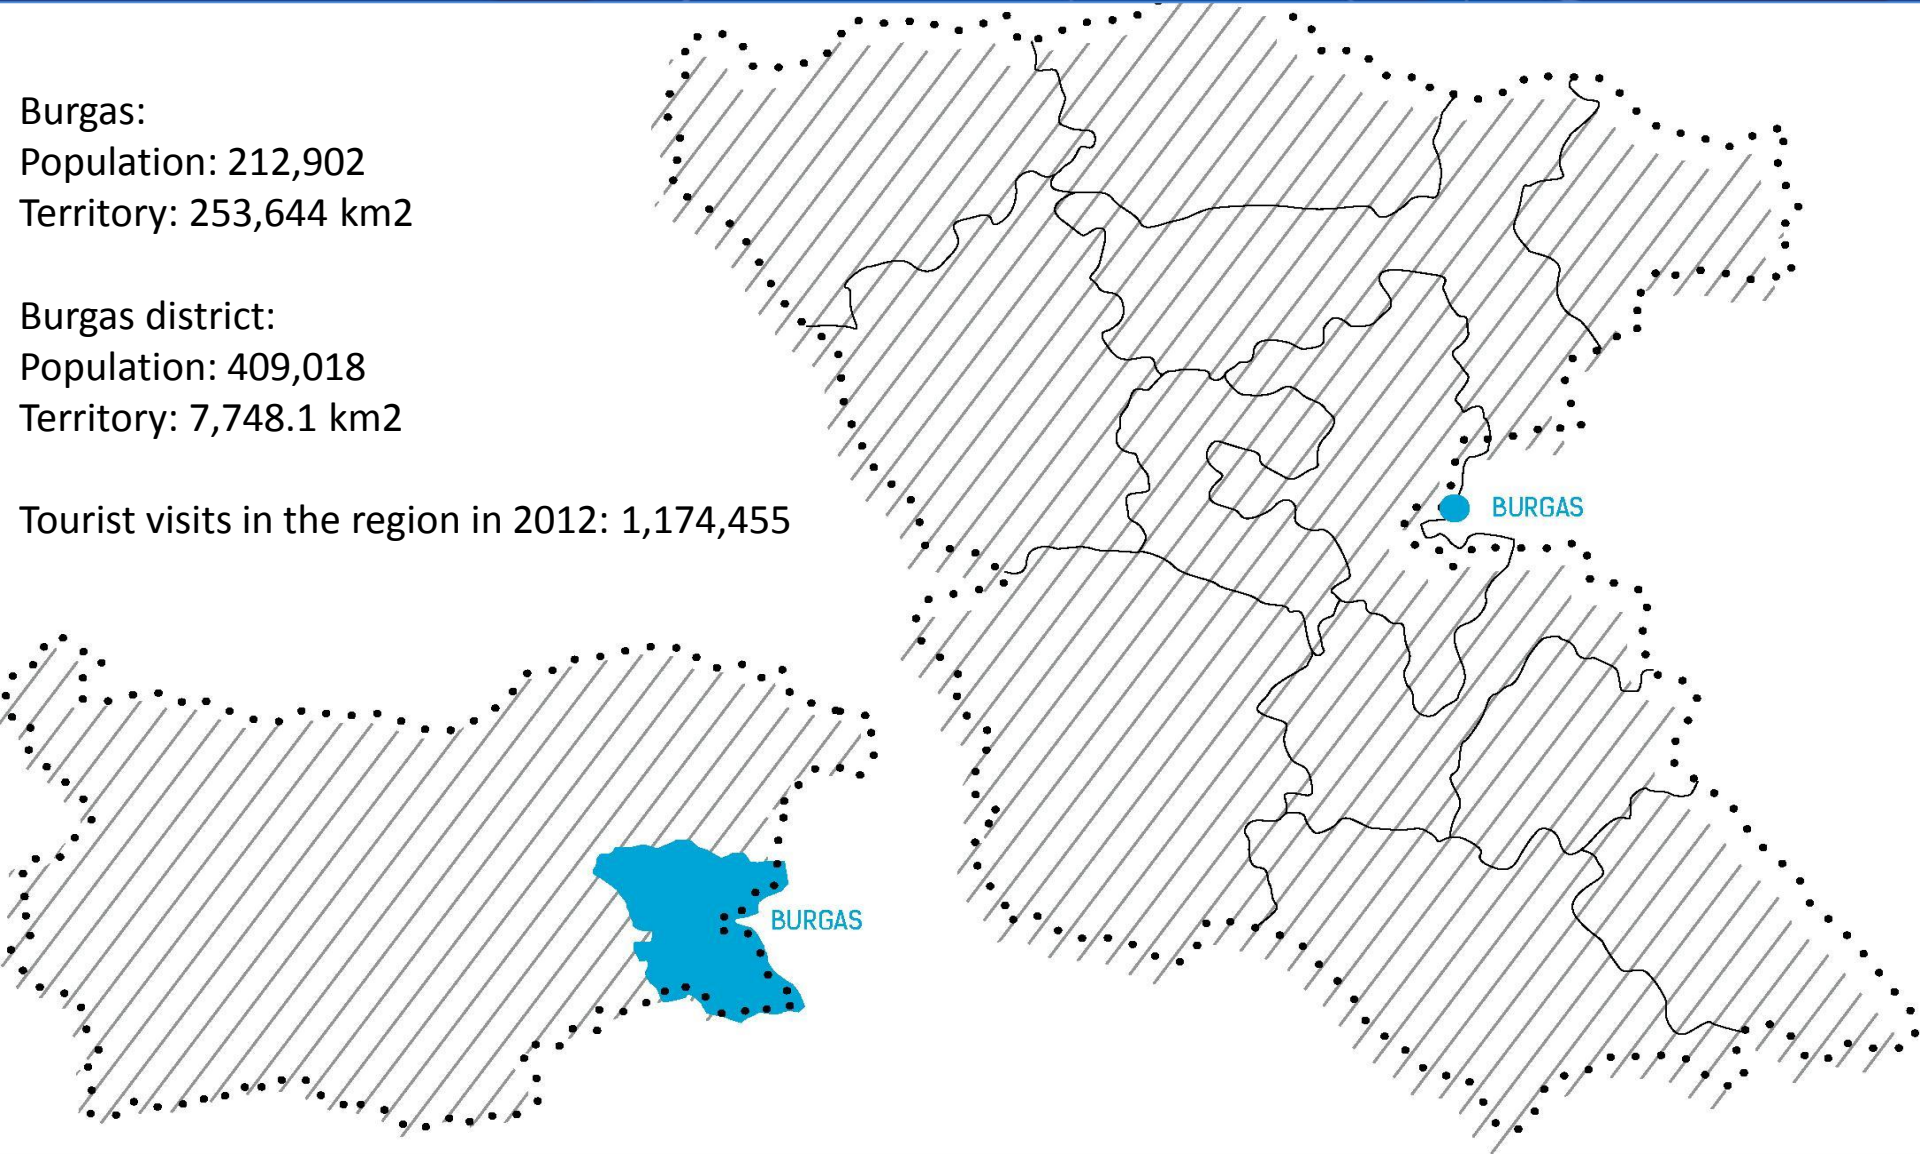 Burgas:
Population: 212,902
Territory: 253,644 km2
Burgas district:
Population: 409,018
Territory: 7,748.1 km2
Tourist visits in the region in 2012: 1,174,455
BURGAS
BURGAS